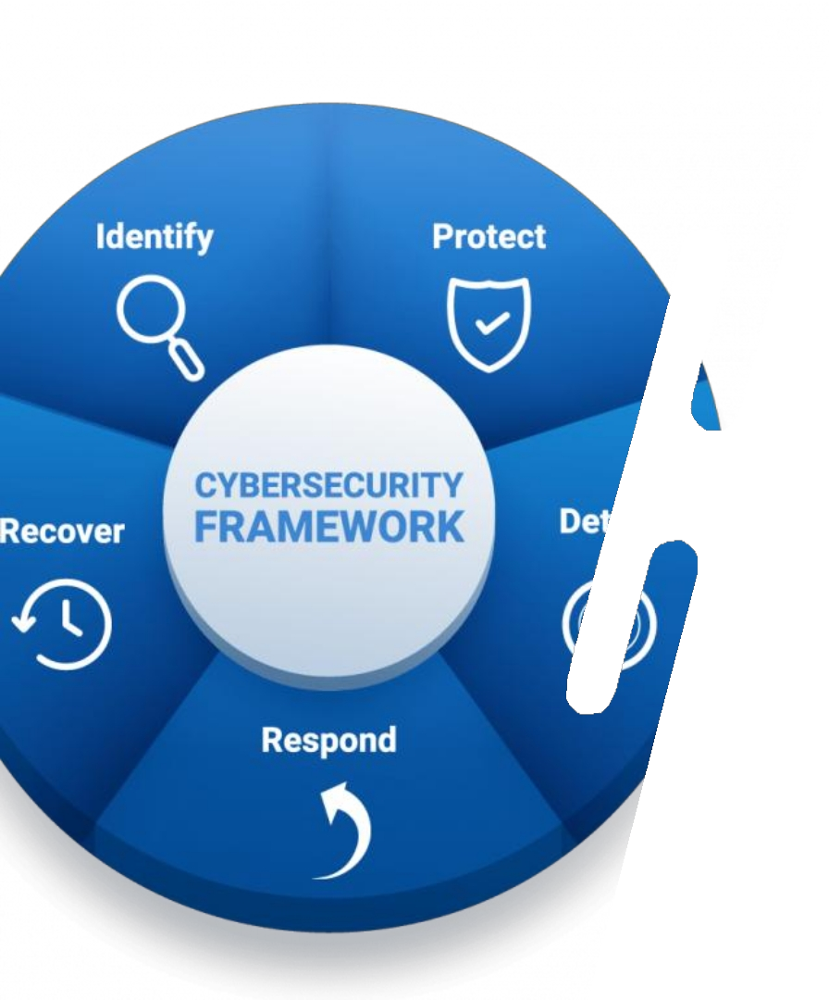 Identify
Protect
CYBERSECURITY
FRAMEWORK
Recover
Respond